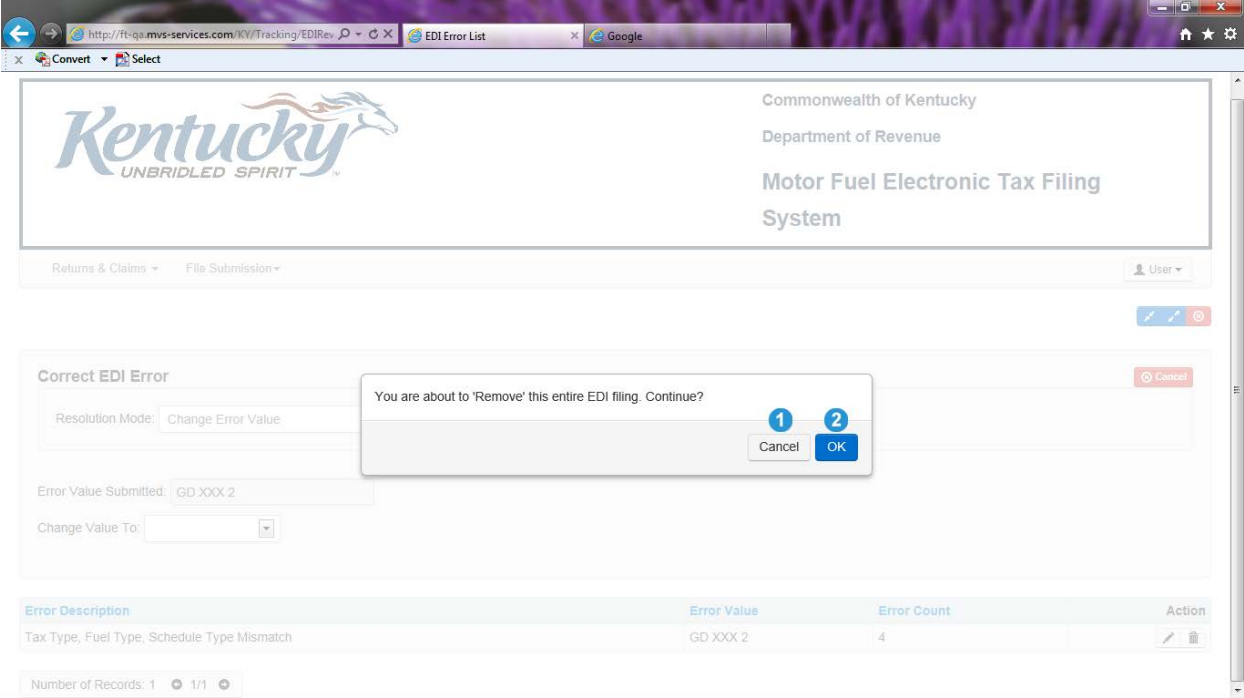 http://ft-qa.mvs-services.com/KY/Tracking/EDIRev
EDI Error List
Google
x Convert Select
Kentucky
UNBRIDLED SPIRIT
Commonwealth of Kentucky
Department of Revenue
Motor Fuel Electronic Tax Filing
System
Returns & Claims File Submission User
Correct EDI Error Cancel
You are about to 'Remove' this entire EDI filing. Continue?
Resolution Mode: Change Error Value
1 2
Cancel OK
Error Value Submitted: GD XXX 2
Change Value To:
Error Description Error Value Error Count Action
Tax Type, Fuel Type, Schedule Type Mismatch GD XXX 2 4
Number of Records: 1 1/1